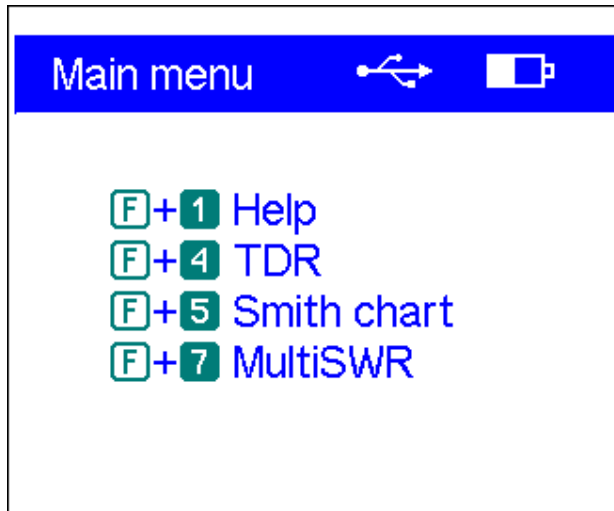 Main menu
F+1 Help
F+4 TDR
F+5 Smith chart
F+7 MultiSWR